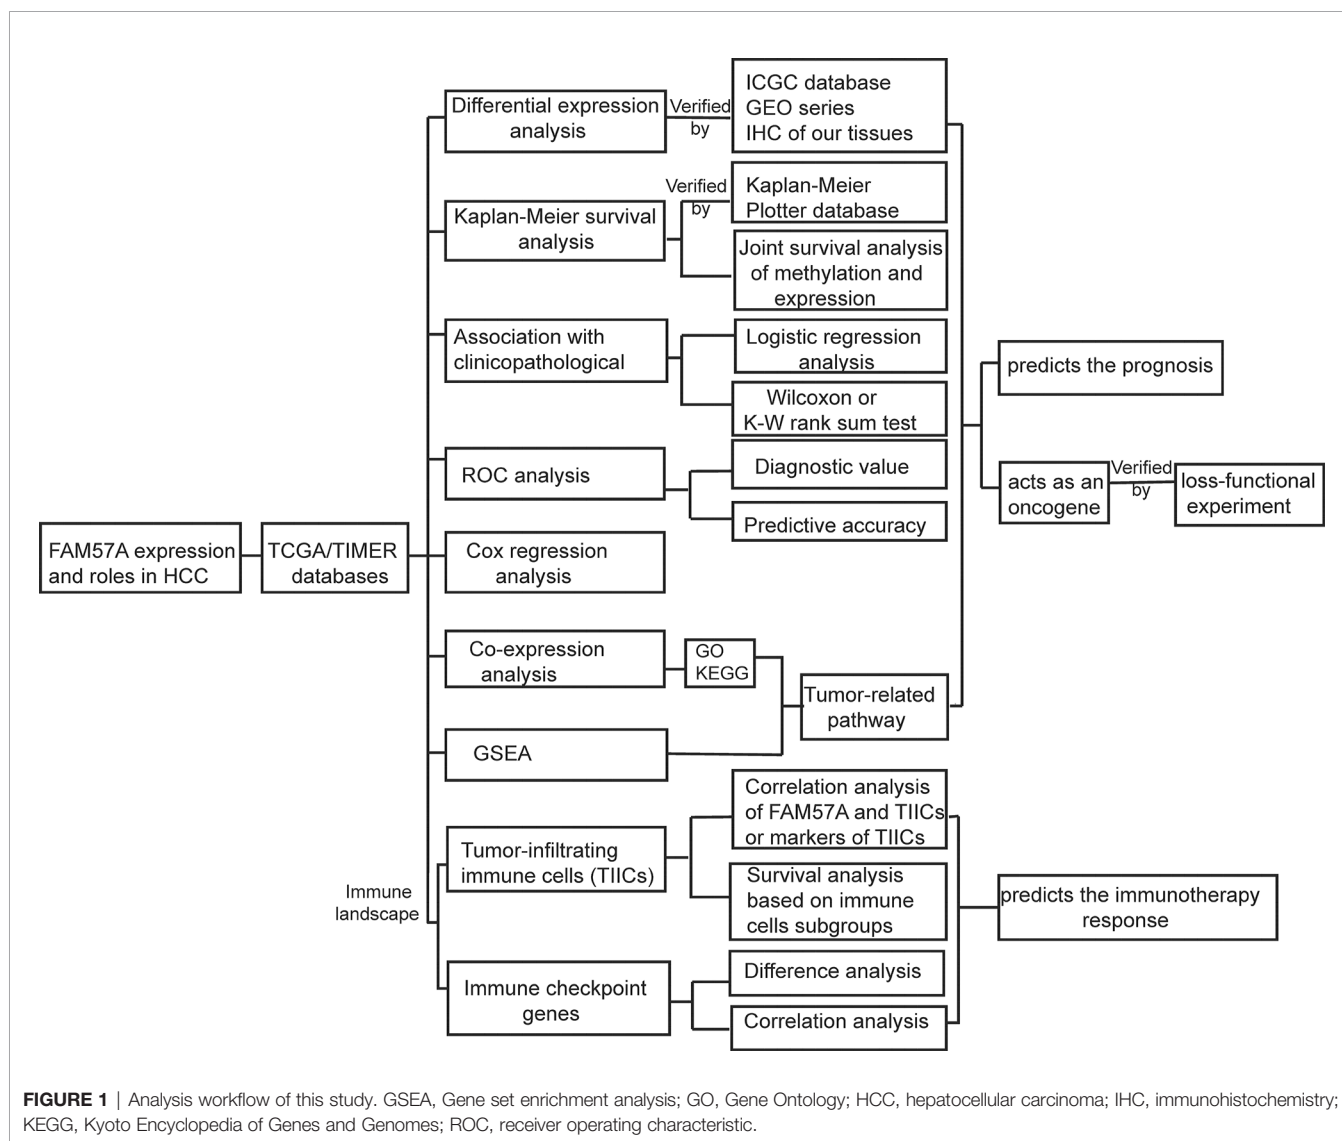 FAM57A expression
and roles in HCC
TCGA/TIMER
databases
Differential expression
analysis
Verified
by
ICGC database
GEO series
IHC of our tissues
Kaplan-Meier survival
analysis
Verified
by
Kaplan-Meier
Plotter database
Joint survival analysis
of methylation and
expression
Association with
clinicopathological
Logistic regression
analysis
Wilcoxon or
K-W rank sum test
ROC analysis
Diagnostic value
Predictive accuracy
Cox regression
analysis
Co-expression
analysis
GO
KEGG
GSEA
Tumor-related
pathway
predicts the prognosis
acts as an
oncogene
Verified
by
loss-functional
experiment
Immune
landscape
Tumor-infiltrating
immune cells (TIICs)
Correlation analysis
of FAM57A and TIICs
or markers of TIICs
Survival analysis
based on immune
cells subgroups
Immune checkpoint
genes
Difference analysis
Correlation analysis
predicts the immunotherapy
response
FIGURE 1 | Analysis workflow of this study. GSEA, Gene set enrichment analysis; GO, Gene Ontology; HCC, hepatocellular carcinoma; IHC, immunohistochemistry;
KEGG, Kyoto Encyclopedia of Genes and Genomes; ROC, receiver operating characteristic.